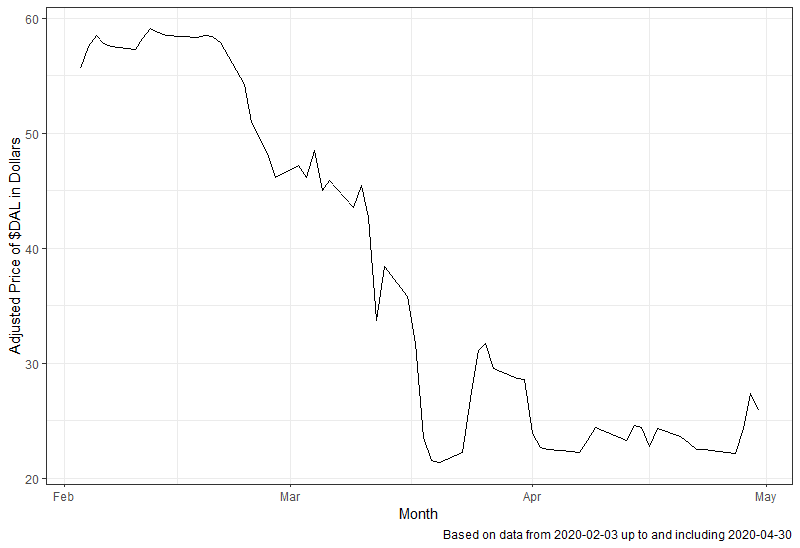 60
50
40
30
20
Adjusted Price of $DAL in Dollars
Feb Mar Apr May
Month
Based on data from 2020-02-03 up to and including 2020-04-30